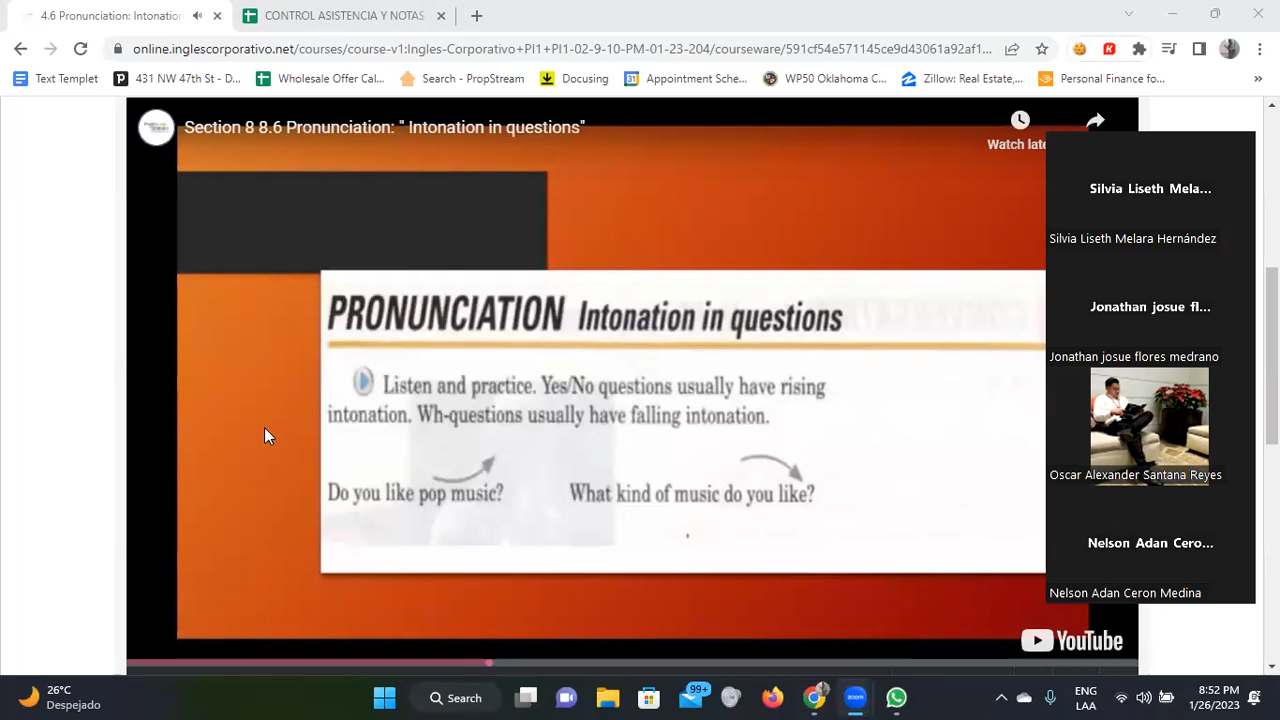 4.6 Pronunciation: Intonation
CONTROL ASISTENCIA Y NOTAS
online.inglescorporativo.net/courses/course-v1:Ingles-Corporativo+PI1+PI1-02-9-10-PM-01-23-204/courseware/591cf54e571145ce9d43061a92af1...
Text Templet
431 NW 47th St - D...
Wholesale Offer Cal...
Search - PropStream
Docusing
Appointment Sche...
WP50 Oklahoma C...
Zillow: Real Estate,...
Personal Finance fo...
»
Section 8 8.6 Pronunciation: " Intonation in questions"
Watch late
PRONUNCIATION Intonation in questions
Listen and practice. Yes/No questions usually have rising
intonation. Wh-questions usually have falling intonation.
Do you like pop music? What kind of music do you like?
Silvia Liseth Mela...
Silvia Liseth Melara Hernández
Jonathan josue fl...
Jonathan josue flores medrano
Oscar Alexander Santana Reyes
Nelson Adan Cero...
Nelson Adan Ceron Medina
YouTube
26°C
Despejado
Search
99+
zoom
ENG
LAA
8:52 PM
1/26/2023